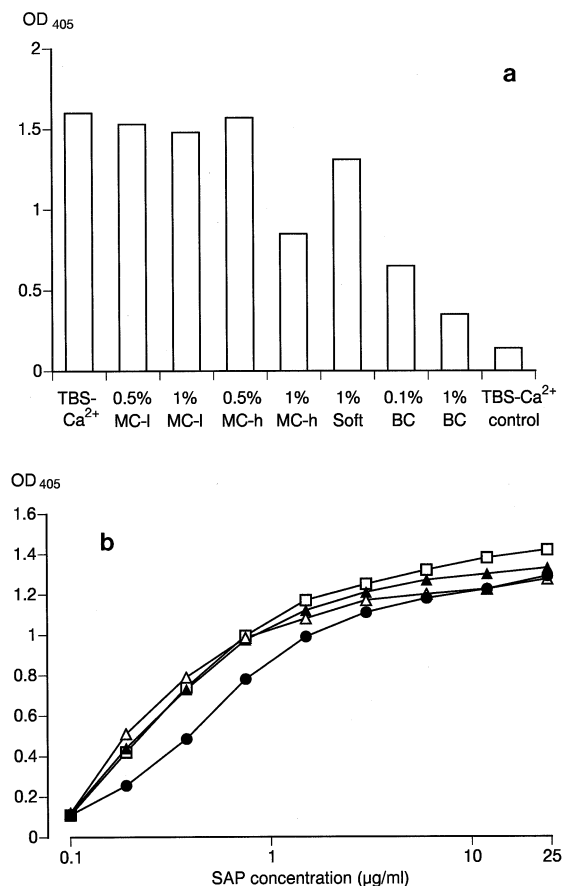 OD 405
a
2
1.5
1
0.5
0
TBS- 0.5% 1% 0.5% 1% 1% 0.1% 1% TBS-Ca2+
Ca2+ MC-l MC-l MC-h MC-h Soft BC BC control
OD 405
b
1.6
1.4
1.2
1
0.8
0.6
0.4
0.2
0
0.1 1 10 25
SAP concentration (µg/ml)